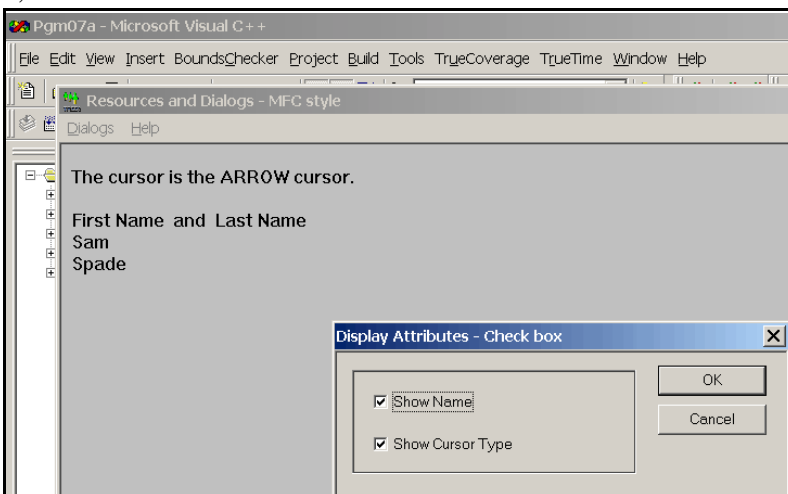 Pgm07a - Microsoft Visual C++
File Edit View Insert BoundsChecker Project Build Tools TrueCoverage TrueTime Window Help
Resources and Dialogs - MFC style
Dialogs Help
The cursor is the ARROW cursor.
First Name and Last Name
Sam
Spade
Display Attributes - Check box
Show Name
OK
Cancel
Show Cursor Type